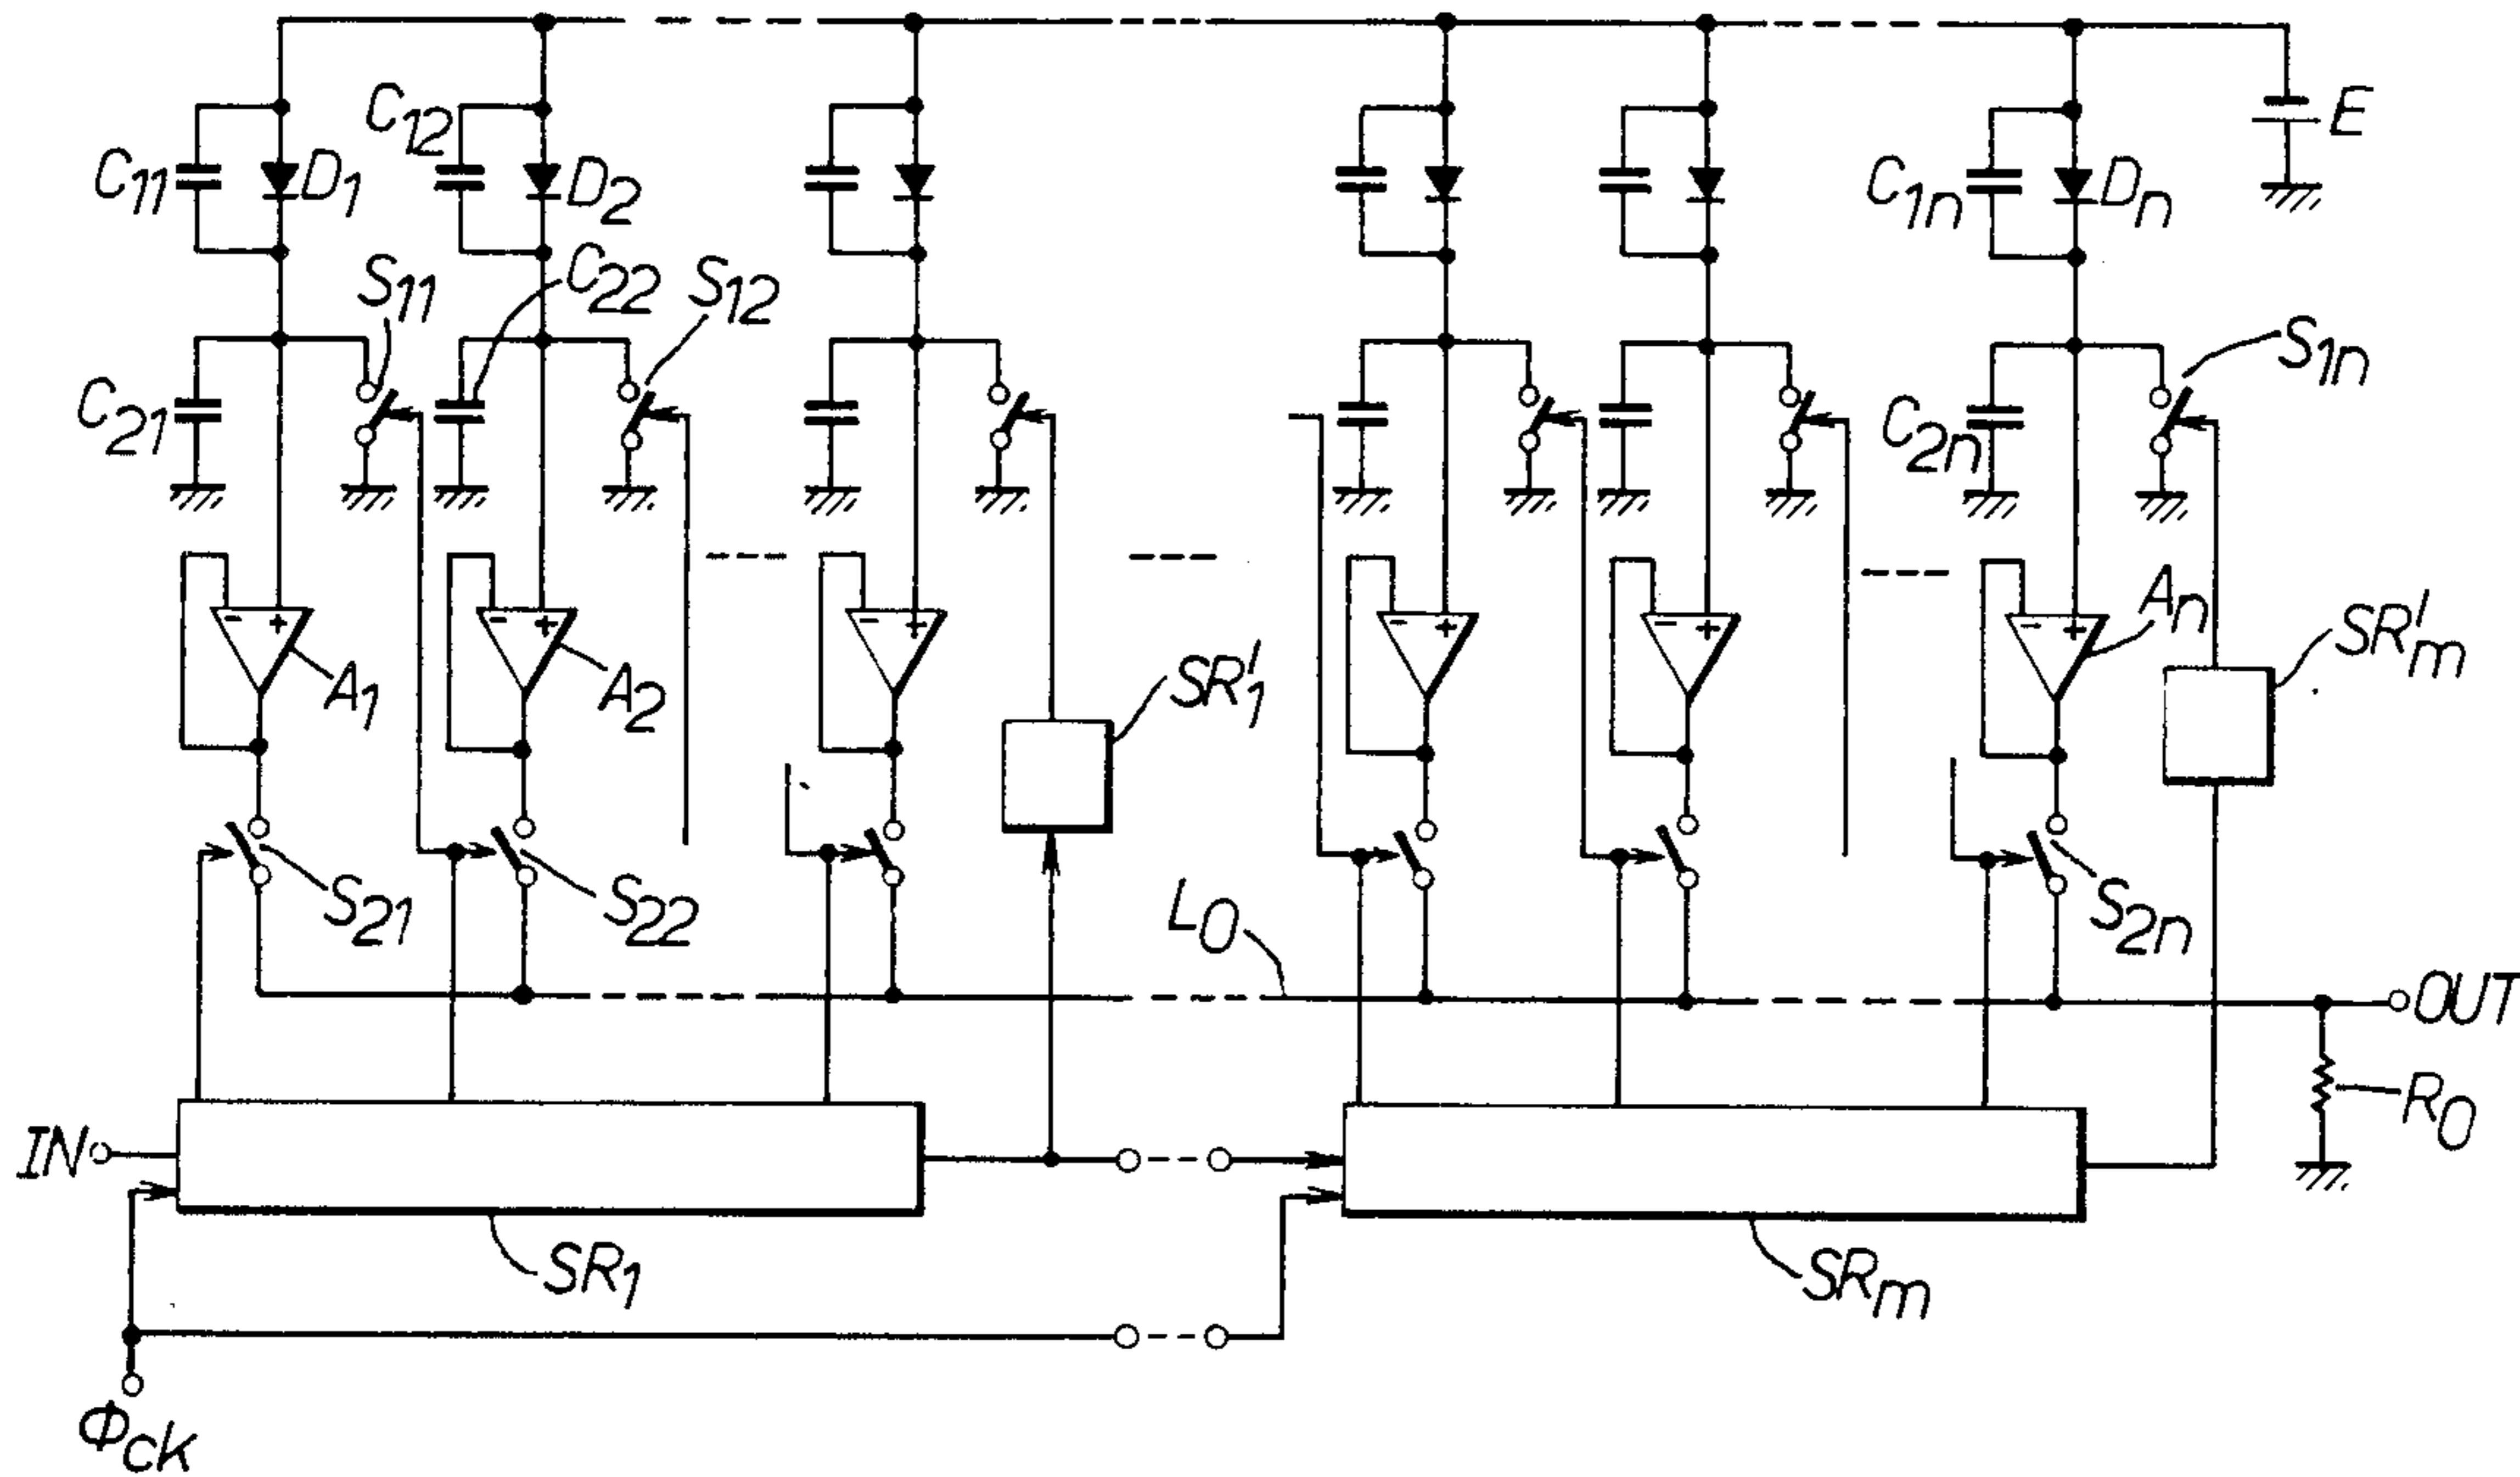 E
C12
C11
D1
D2
C1n
Dn
S11
C22
S12
S1n
C21
C2n
- +
- +
- +
- +
- +
- +
A1
A2
An
SR'1
SR'm
S21
S22
S2n
L0
OUT
R0
IN
SR1
SRm
Φck